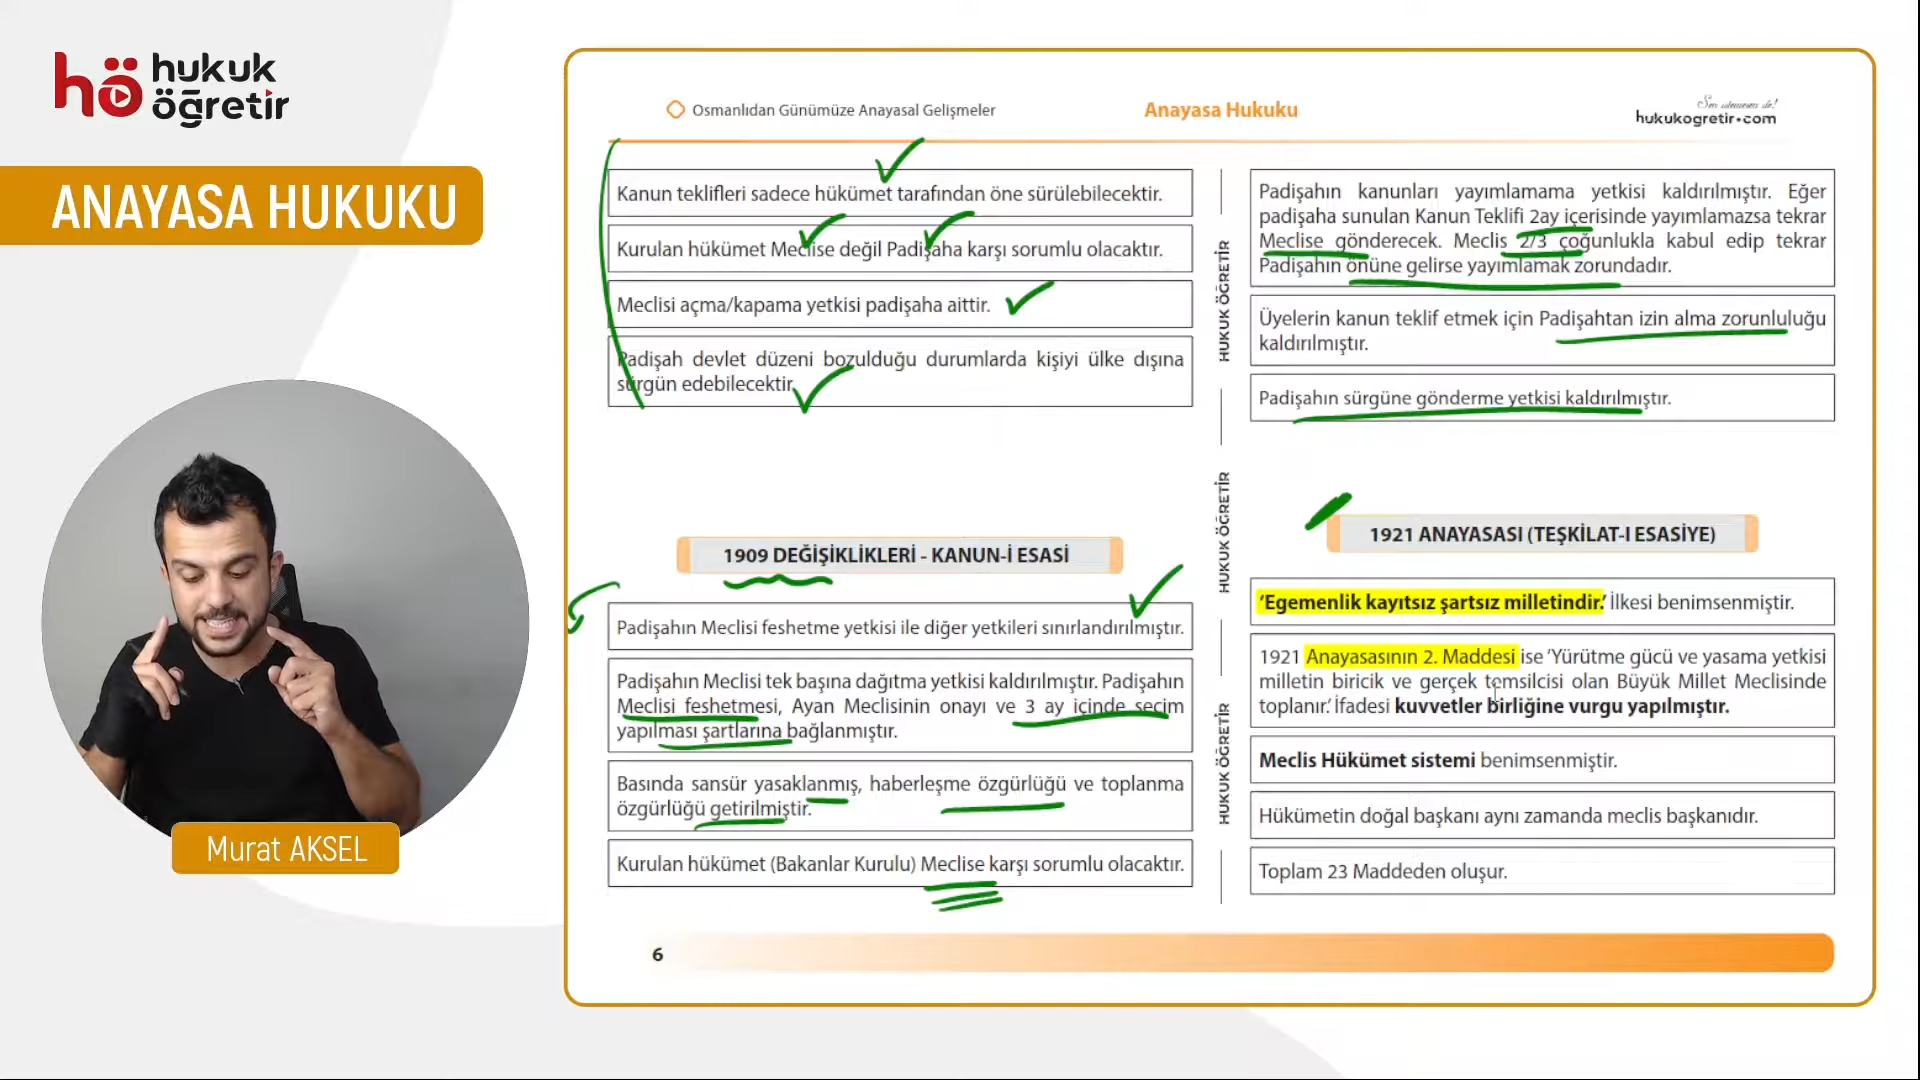 hö hukuk
öğretir
ANAYASA HUKUKU
Murat AKSEL
Osmanlıdan Günümüze Anayasal Gelişmeler
Anayasa Hukuku
hukukogretir.com
Kanun teklifleri sadece hükümet tarafından öne sürülebilecektir.
Kurulan hükümet Meclise değil Padişaha karşı sorumlu olacaktır.
Meclisi açma/kapama yetkisi padişaha aittir.
Padişah devlet düzeni bozulduğu durumlarda kişiyi ülke dışına
sürgün edebilecektir.
1909 DEĞİŞİKLİKLERİ - KANUN-İ ESASİ
Padişahın Meclisi feshetme yetkisi ile diğer yetkileri sınırlandırılmıştır.
Padişahın Meclisi tek başına dağıtma yetkisi kaldırılmıştır. Padişahın
Meclisi feshetmesi, Ayan Meclisinin onayı ve 3 ay içinde seçim
yapılması şartlarına bağlanmıştır.
Basında sansür yasaklanmış, haberleşme özgürlüğü ve toplanma
özgürlüğü getirilmiştir.
Kurulan hükümet (Bakanlar Kurulu) Meclise karşı sorumlu olacaktır.
HUKUK ÖĞRETİR
HUKUK ÖĞRETİR
HUKUK ÖĞRETİR
Padişahın kanunları yayımlamama yetkisi kaldırılmıştır. Eğer
padişaha sunulan Kanun Teklifi 2ay içerisinde yayımlamazsa tekrar
Meclise gönderecek. Meclis 2/3 çoğunlukla kabul edip tekrar
Padişahın önüne gelirse yayımlamak zorundadır.
Üyelerin kanun teklif etmek için Padişahtan izin alma zorunluluğu
kaldırılmıştır.
Padişahın sürgüne gönderme yetkisi kaldırılmıştır.
1921 ANAYASASI (TEŞKİLAT-I ESASİYE)
'Egemenlik kayıtsız şartsız milletindir.' İlkesi benimsenmiştir.
1921 Anayasasının 2. Maddesi ise 'Yürütme gücü ve yasama yetkisi
milletin biricik ve gerçek temsilcisi olan Büyük Millet Meclisinde
toplanır.' İfadesi kuvvetler birliğine vurgu yapılmıştır.
Meclis Hükümet sistemi benimsenmiştir.
Hükümetin doğal başkanı aynı zamanda meclis başkanıdır.
Toplam 23 Maddeden oluşur.
6